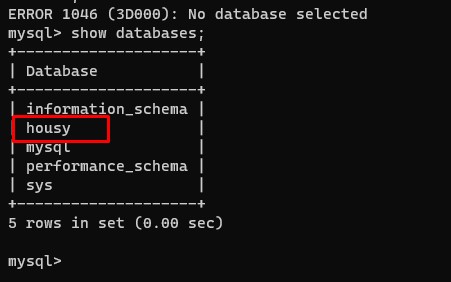 ERROR 1046 (3D000): No database selected
mysql> show databases;
+--------------------+
| Database           |
+--------------------+
| information_schema |
| housy              |
| mysql              |
| performance_schema |
| sys                |
+--------------------+
5 rows in set (0.00 sec)
mysql>